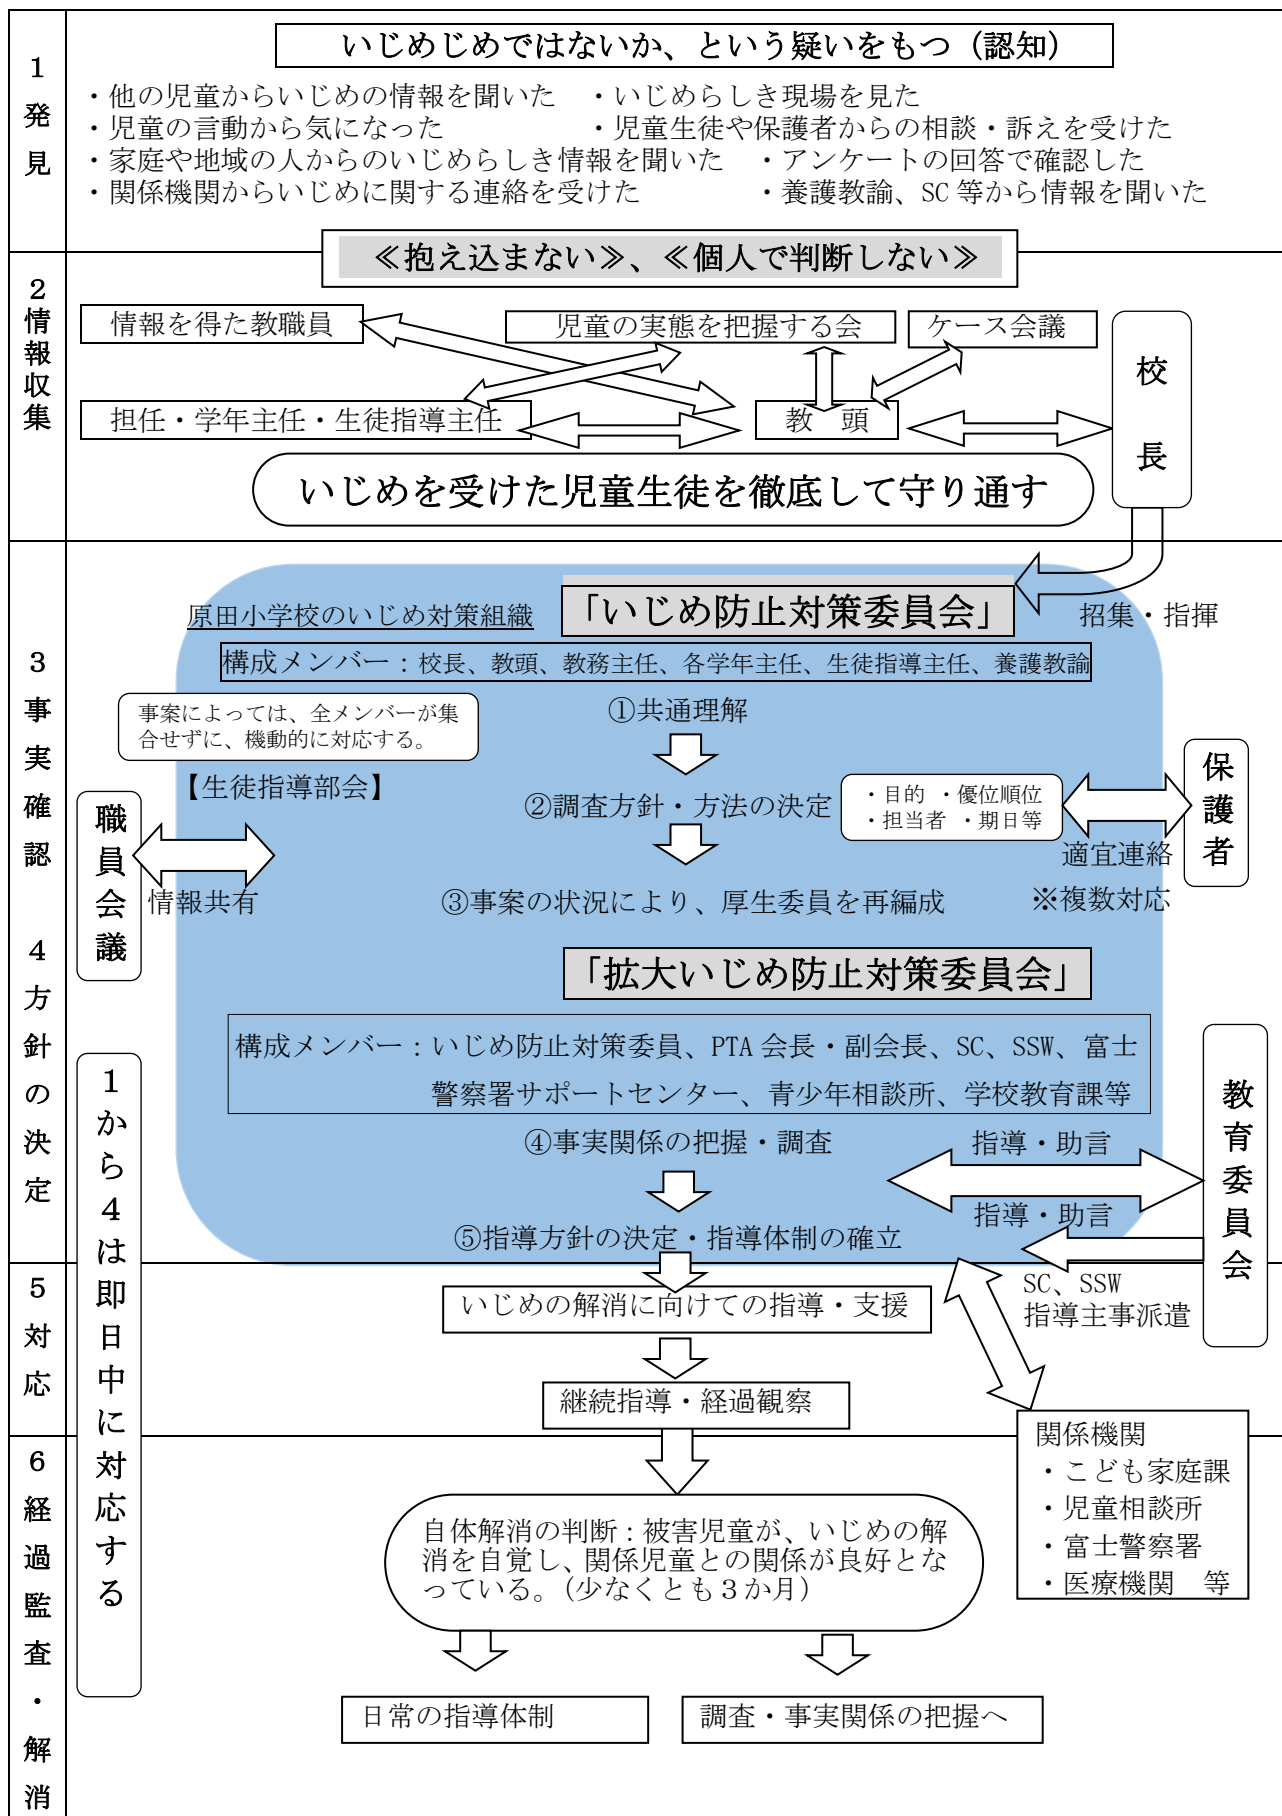 1発見
いじめじめではないか、という疑いをもつ（認知）
・他の児童からいじめの情報を聞いた　・いじめらしき現場を見た
・児童の言動から気になった　・児童生徒や保護者からの相談・訴えを受けた
・家庭や地域の人からのいじめらしき情報を聞いた　・アンケートの回答で確認した
・関係機関からいじめに関する連絡を受けた　・養護教諭、SC 等から情報を聞いた
≪抱え込まない≫、≪個人で判断しない≫
2情報収集
情報を得た教職員
児童の実態を把握する会
ケース会議
校長
担任・学年主任・生徒指導主任
教　頭
いじめを受けた児童生徒を徹底して守り通す
3事実確認
原田小学校のいじめ対策組織
「いじめ防止対策委員会」
招集・指揮
構成メンバー：校長、教頭、教務主任、各学年主任、生徒指導主任、養護教諭
事案によっては、全メンバーが集
合せずに、機動的に対応する。
①共通理解
【生徒指導部会】
②調査方針・方法の決定
・目的　・優位順位
・担当者　・期日等
保護者
適宜連絡
※複数対応
職員会議
情報共有
③事案の状況により、厚生委員を再編成
4方針の決定
「拡大いじめ防止対策委員会」
構成メンバー：いじめ防止対策委員、PTA 会長・副会長、SC、SSW、富士
警察署サポートセンター、青少年相談所、学校教育課等
1から4は即日中に対応する
④事実関係の把握・調査
指導・助言
教育委員会
指導・助言
⑤指導方針の決定・指導体制の確立
5対応
SC、SSW
指導主事派遣
いじめの解消に向けての指導・支援
継続指導・経過観察
関係機関
・こども家庭課
・児童相談所
・富士警察署
・医療機関　等
6経過監査・解消
自体解消の判断：被害児童が、いじめの解
消を自覚し、関係児童との関係が良好とな
っている。（少なくとも３か月）
日常の指導体制
調査・事実関係の把握へ